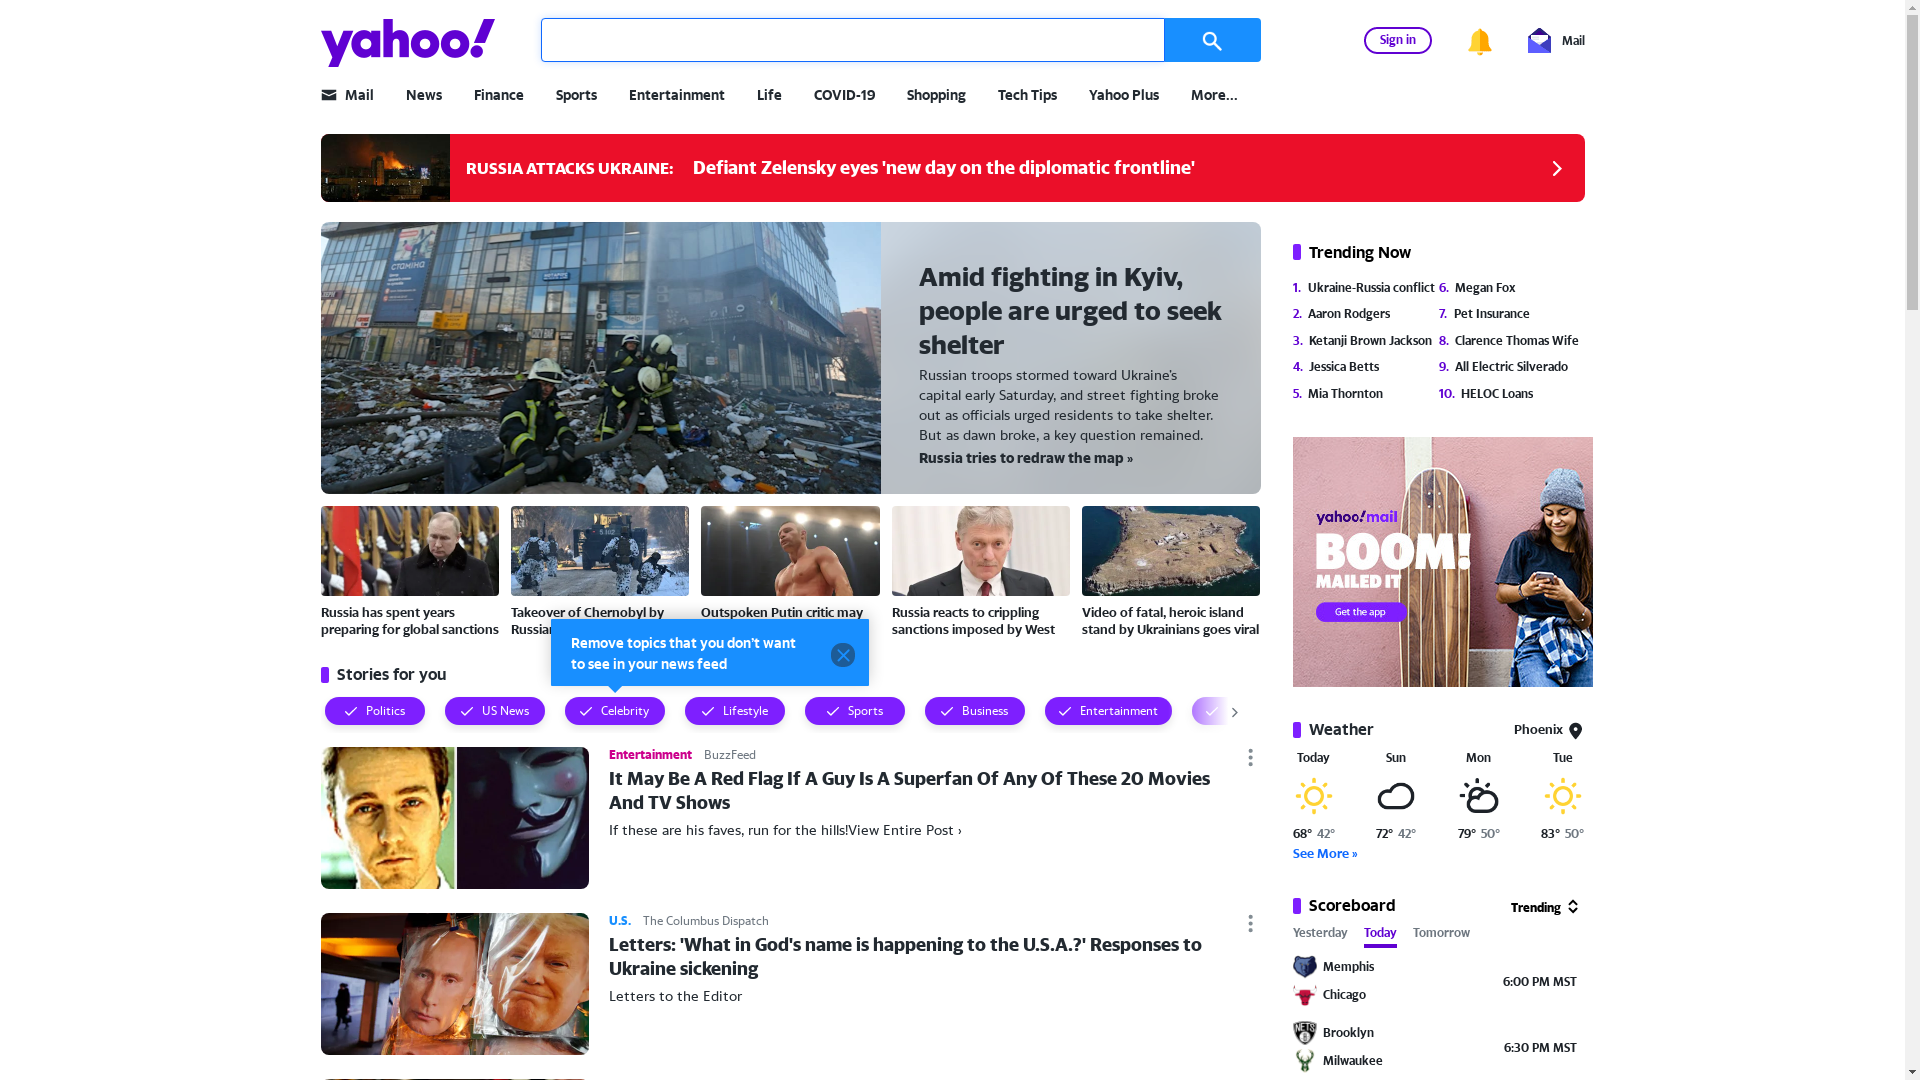 yahoo!
Sign in
Mail
Mail
News
Finance
Sports
Entertainment
Life
COVID-19
Shopping
Tech Tips
Yahoo Plus
More...
RUSSIA ATTACKS UKRAINE:
Defiant Zelensky eyes 'new day on the diplomatic frontline'
Amid fighting in Kyiv,
people are urged to seek
shelter
Russian troops stormed toward Ukraine's
capital early Saturday, and street fighting broke
out as officials urged residents to take shelter.
But as dawn broke, a key question remained.
Russia tries to redraw the map »
Russia has spent years
preparing for global sanctions
Takeover of Chernobyl by
Russian
Outspoken Putin critic may
Russia reacts to crippling
sanctions imposed by West
Video of fatal, heroic island
stand by Ukrainians goes viral
Remove topics that you don't want
to see in your news feed
Stories for you
Politics
US News
Celebrity
Lifestyle
Sports
Business
Entertainment
Entertainment
BuzzFeed
It May Be A Red Flag If A Guy Is A Superfan Of Any Of These 20 Movies
And TV Shows
If these are his faves, run for the hills!View Entire Post ›
U.S.
The Columbus Dispatch
Letters: 'What in God's name is happening to the U.S.A.?' Responses to
Ukraine sickening
Letters to the Editor
Trending Now
1. Ukraine-Russia conflict
2. Aaron Rodgers
3. Ketanji Brown Jackson
4. Jessica Betts
5. Mia Thornton
6. Megan Fox
7. Pet Insurance
8. Clarence Thomas Wife
9. All Electric Silverado
10. HELOC Loans
yahoo!mail
BOOM!
MAILED IT
Get the app
Weather
Phoenix
Today
Sun
Mon
Tue
68° 42°
72° 42°
79° 50°
83° 50°
See More »
Scoreboard
Trending
Yesterday
Today
Tomorrow
Memphis
Chicago
6:00 PM MST
Brooklyn
Milwaukee
6:30 PM MST